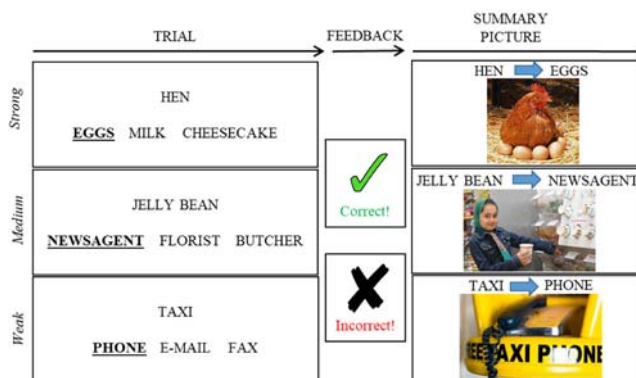 TRIAL
FEEDBACK
SUMMARY
PICTURE
Strong
HEN
EGGS MILK CHEESECAKE
HEN EGGS
Medium
JELLY BEAN
NEWSAGENT FLORIST BUTCHER
Correct!
JELLY BEAN NEWSAGENT
Weak
TAXI
PHONE E-MAIL FAX
Incorrect!
TAXI PHONE
EETAXI PHONE